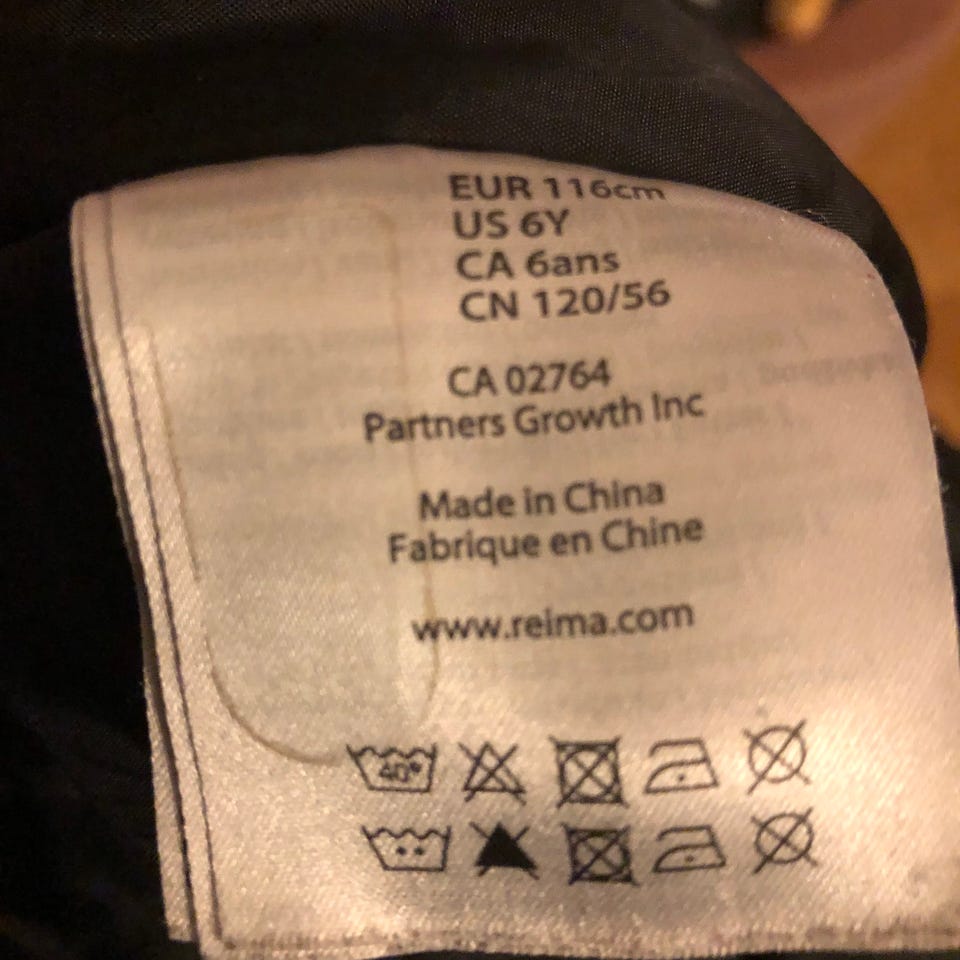 EUR 116cm
US 6Y
CA 6ans
CN 120/56
CA 02764
Partners Growth Inc
Made in China
Fabrique en Chine
www.reima.com
40°